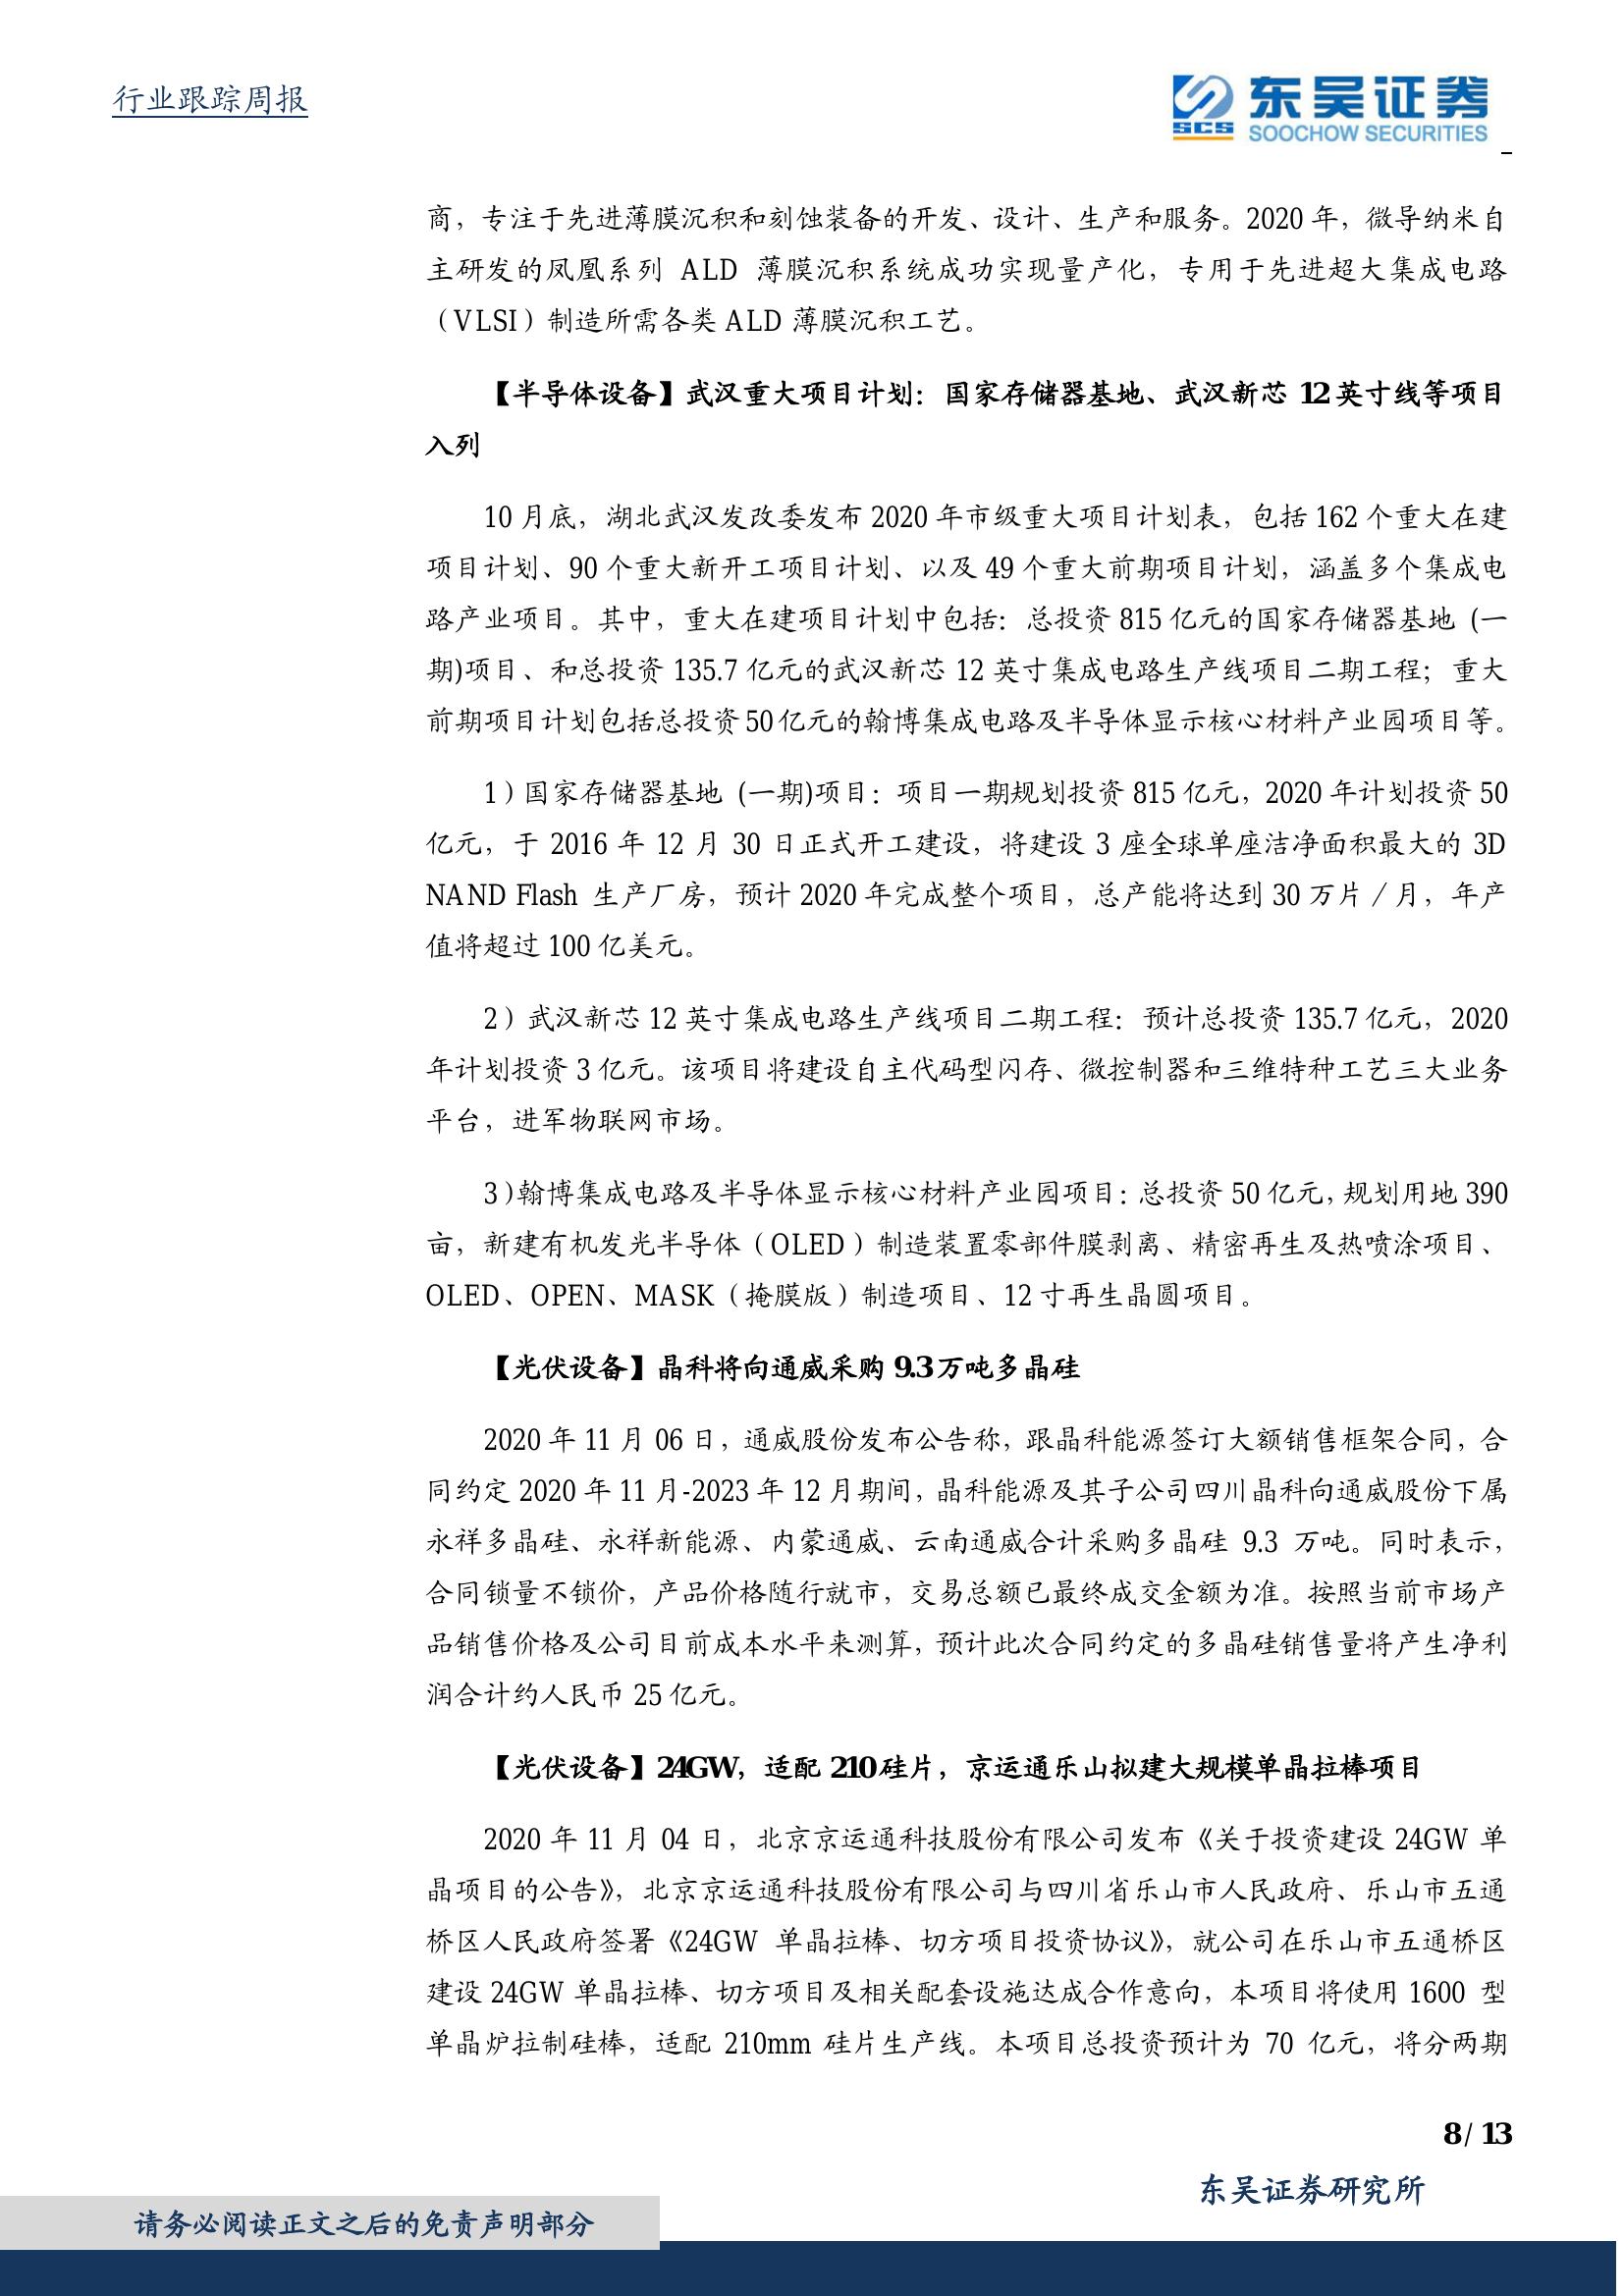 行业跟踪周报
SCS 东吴证券
SOOCHOW SECURITIES
商，专注于先进薄膜沉积和刻蚀装备的开发、设计、生产和服务。2020 年，微导纳米自
主研发的凤凰系列 ALD 薄膜沉积系统成功实现量产化，专用于先进超大集成电路
（VLSI）制造所需各类 ALD 薄膜沉积工艺。
【半导体设备】武汉重大项目计划：国家存储器基地、武汉新芯 12 英寸线等项目
入列
10 月底，湖北武汉发改委发布 2020 年市级重大项目计划表，包括 162 个重大在建
项目计划、90 个重大新开工项目计划、以及 49 个重大前期项目计划，涵盖多个集成电
路产业项目。其中，重大在建项目计划中包括：总投资 815 亿元的国家存储器基地 (一
期)项目、和总投资 135.7 亿元的武汉新芯 12 英寸集成电路生产线项目二期工程；重大
前期项目计划包括总投资 50 亿元的翰博集成电路及半导体显示核心材料产业园项目等。
1）国家存储器基地 (一期)项目：项目一期规划投资 815 亿元，2020 年计划投资 50
亿元，于 2016 年 12 月 30 日正式开工建设，将建设 3 座全球单座洁净面积最大的 3D
NAND Flash 生产厂房，预计 2020 年完成整个项目，总产能将达到 30 万片／月，年产
值将超过 100 亿美元。
2）武汉新芯 12 英寸集成电路生产线项目二期工程：预计总投资 135.7 亿元，2020
年计划投资 3 亿元。该项目将建设自主代码型闪存、微控制器和三维特种工艺三大业务
平台，进军物联网市场。
3）翰博集成电路及半导体显示核心材料产业园项目：总投资 50 亿元，规划用地 390
亩，新建有机发光半导体（OLED）制造装置零部件膜剥离、精密再生及热喷涂项目、
OLED、OPEN、MASK（掩膜版）制造项目、12 寸再生晶圆项目。
【光伏设备】晶科将向通威采购 9.3 万吨多晶硅
2020 年 11 月 06 日，通威股份发布公告称，跟晶科能源签订大额销售框架合同，合
同约定 2020 年 11 月-2023 年 12 月期间，晶科能源及其子公司四川晶科向通威股份下属
永祥多晶硅、永祥新能源、内蒙通威、云南通威合计采购多晶硅 9.3 万吨。同时表示，
合同锁量不锁价，产品价格随行就市，交易总额已最终成交金额为准。按照当前市场产
品销售价格及公司目前成本水平来测算，预计此次合同约定的多晶硅销售量将产生净利
润合计约人民币 25 亿元。
【光伏设备】24GW，适配 210 硅片，京运通乐山拟建大规模单晶拉棒项目
2020 年 11 月 04 日，北京京运通科技股份有限公司发布《关于投资建设 24GW 单
晶项目的公告》，北京京运通科技股份有限公司与四川省乐山市人民政府、乐山市五通
桥区人民政府签署《24GW 单晶拉棒、切方项目投资协议》，就公司在乐山市五通桥区
建设 24GW 单晶拉棒、切方项目及相关配套设施达成合作意向，本项目将使用 1600 型
单晶炉拉制硅棒，适配 210mm 硅片生产线。本项目总投资预计为 70 亿元，将分两期
8 / 13
东吴证券研究所
请务必阅读正文之后的免责声明部分